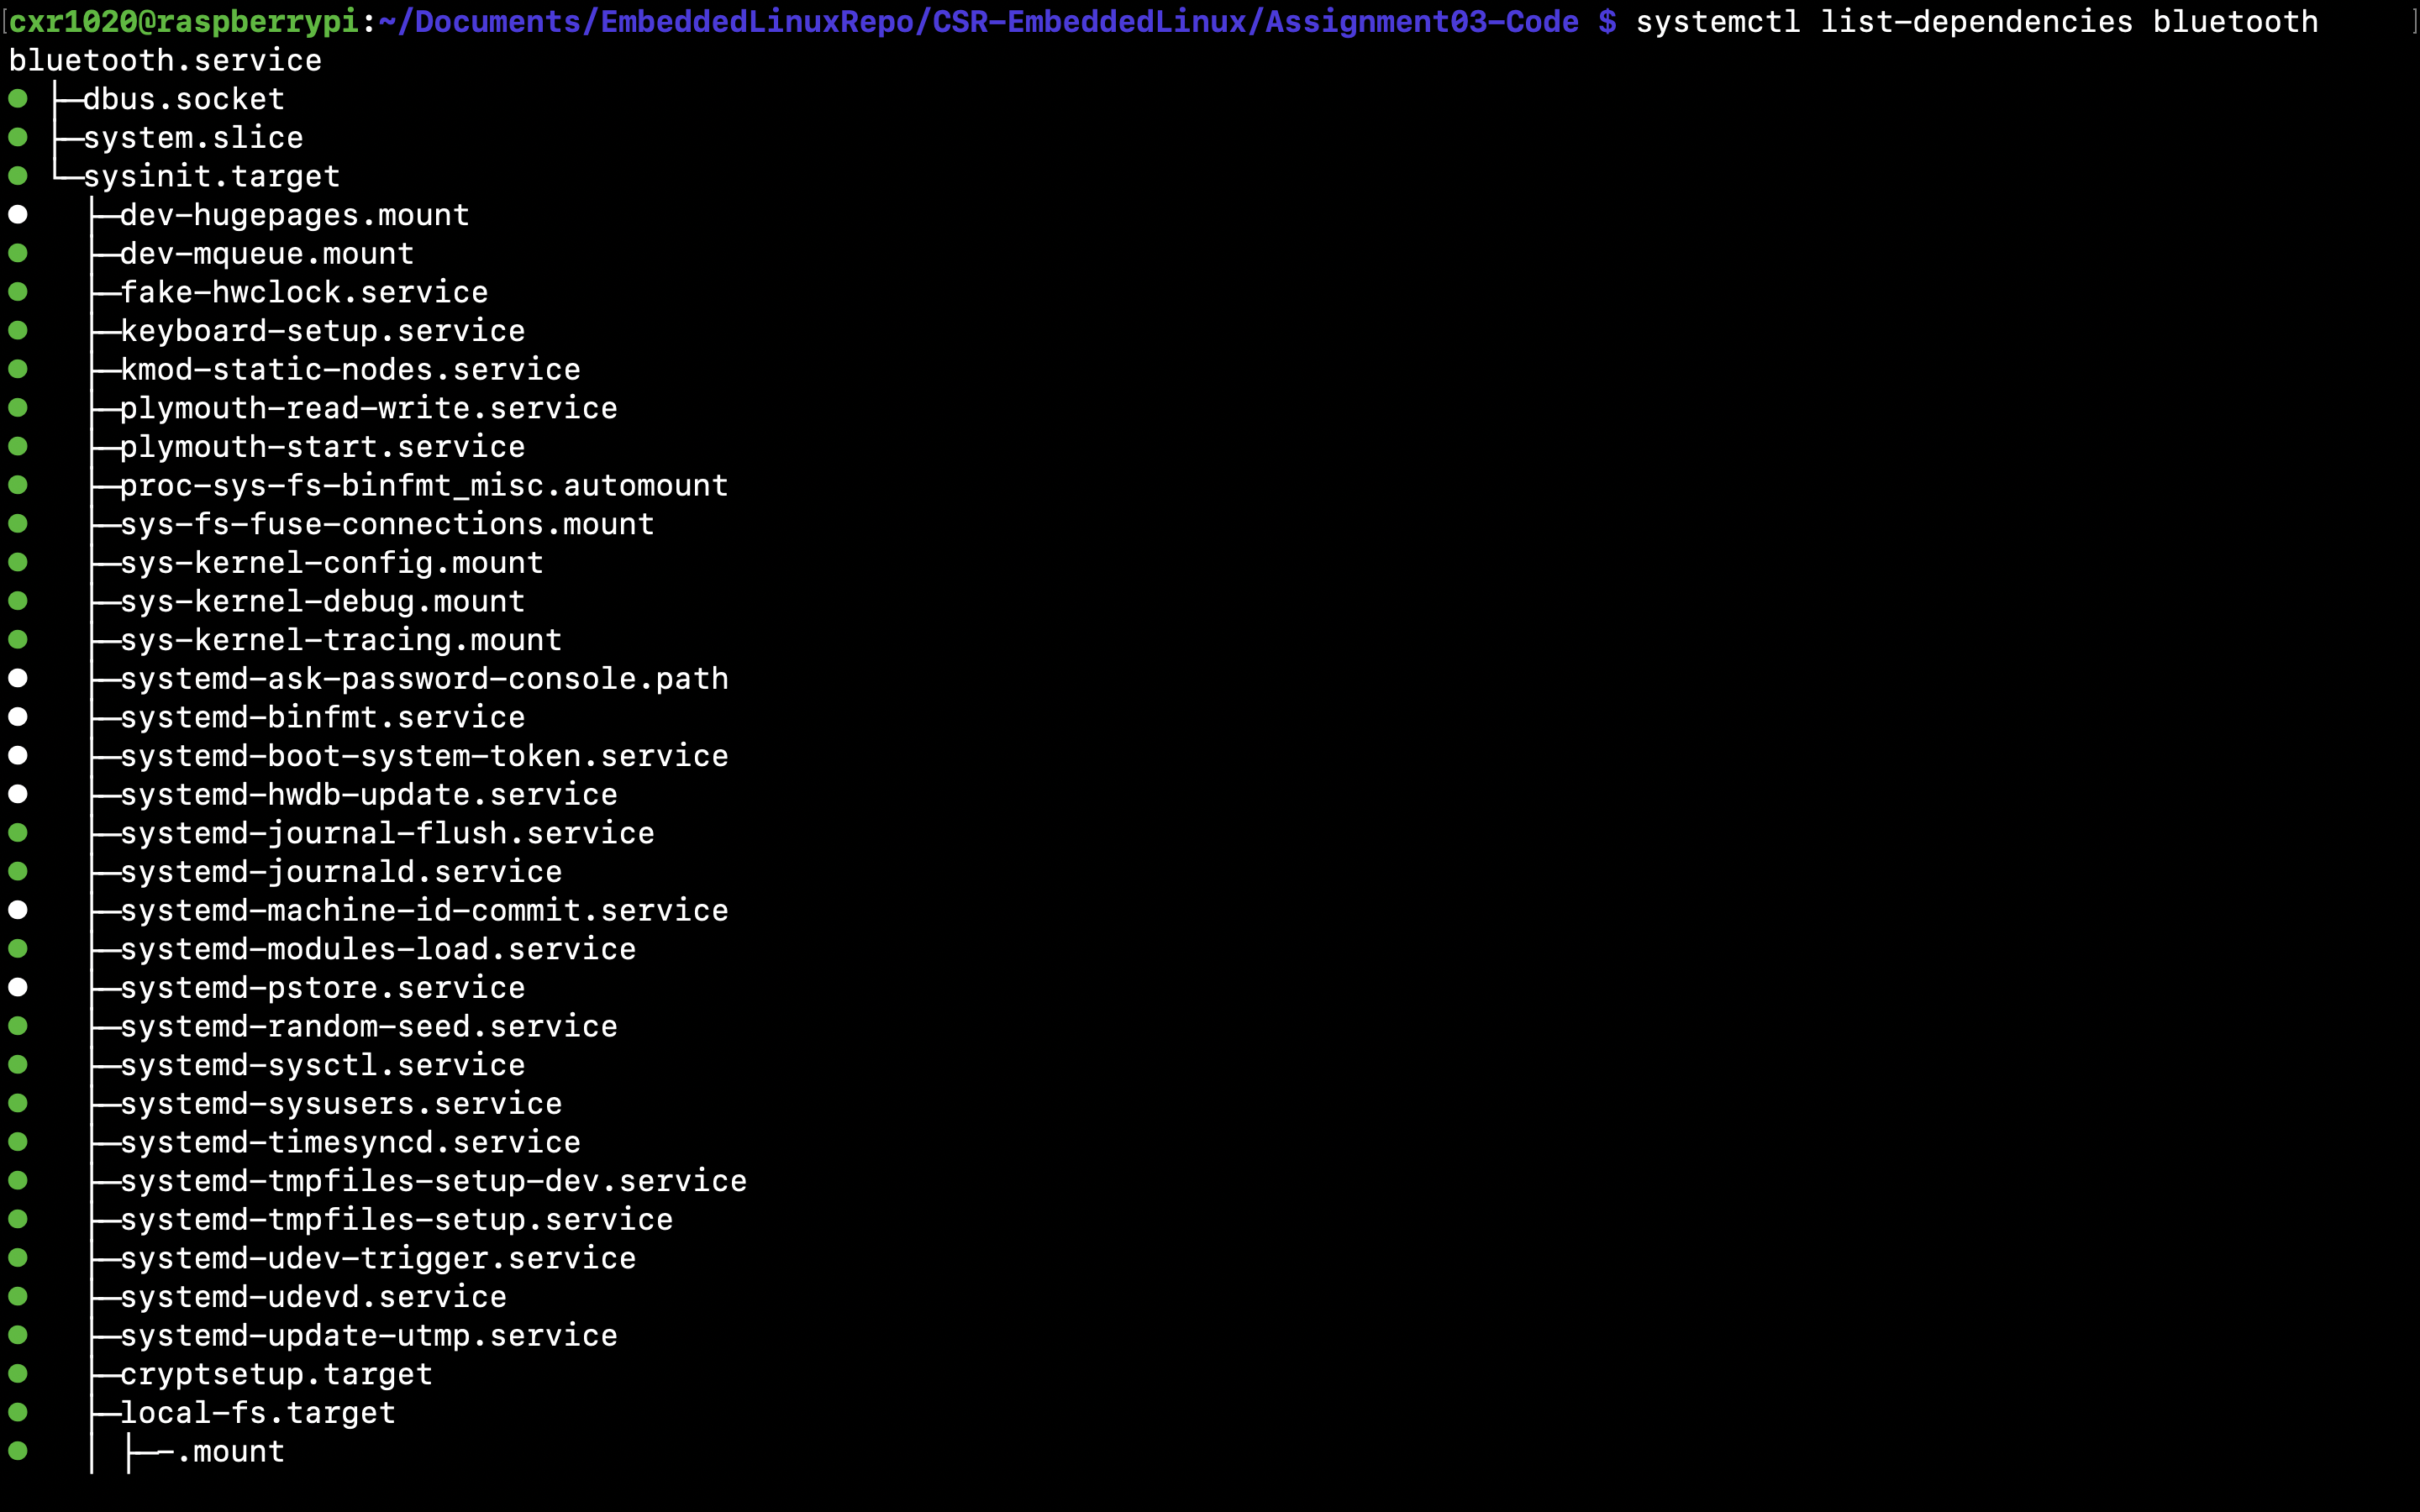 cxr1020@raspberrypi:~/Documents/EmbeddedLinuxRepo/CSR-EmbeddedLinux/Assignment03-Code $ systemctl list-dependencies bluetooth
bluetooth.service
● ├─dbus.socket
● ├─system.slice
● └─sysinit.target
●   ├─dev-hugepages.mount
●   ├─dev-mqueue.mount
●   ├─fake-hwclock.service
●   ├─keyboard-setup.service
●   ├─kmod-static-nodes.service
●   ├─plymouth-read-write.service
●   ├─plymouth-start.service
●   ├─proc-sys-fs-binfmt_misc.automount
●   ├─sys-fs-fuse-connections.mount
●   ├─sys-kernel-config.mount
●   ├─sys-kernel-debug.mount
●   ├─sys-kernel-tracing.mount
●   ├─systemd-ask-password-console.path
●   ├─systemd-binfmt.service
●   ├─systemd-boot-system-token.service
●   ├─systemd-hwdb-update.service
●   ├─systemd-journal-flush.service
●   ├─systemd-journald.service
●   ├─systemd-machine-id-commit.service
●   ├─systemd-modules-load.service
●   ├─systemd-pstore.service
●   ├─systemd-random-seed.service
●   ├─systemd-sysctl.service
●   ├─systemd-sysusers.service
●   ├─systemd-timesyncd.service
●   ├─systemd-tmpfiles-setup-dev.service
●   ├─systemd-tmpfiles-setup.service
●   ├─systemd-udev-trigger.service
●   ├─systemd-udevd.service
●   ├─systemd-update-utmp.service
●   ├─cryptsetup.target
●   ├─local-fs.target
●   │ ├─-.mount